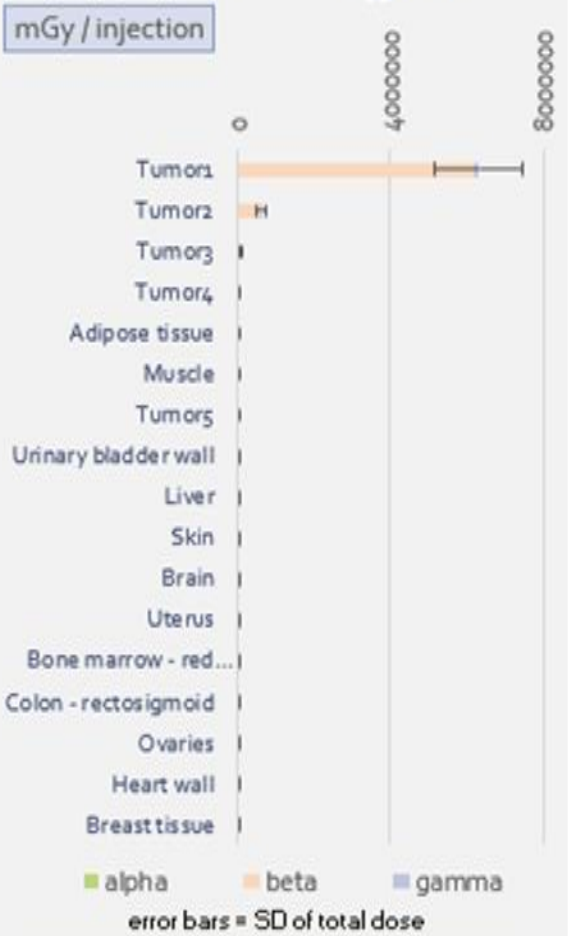 mGy / injection
0
4000000
8000000
Tumor1
Tumor2
Tumor3
Tumor4
Adipose tissue
Muscle
Tumor5
Urinary bladder wall
Liver
Skin
Brain
Uterus
Bone marrow - red...
Colon - rectosigmoid
Ovaries
Heart wall
Breast tissue
alpha beta gamma
error bars = SD of total dose